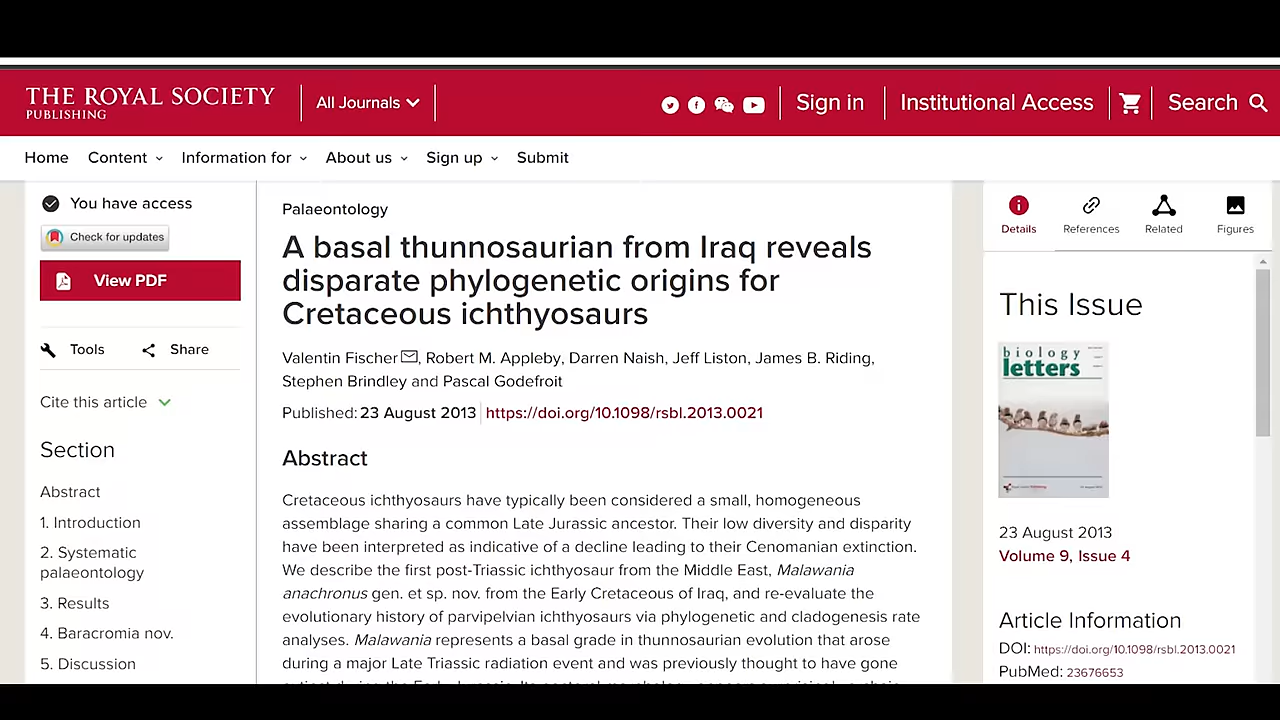 THE ROYAL SOCIETY
PUBLISHING
All Journals
Sign in
Institutional Access
Search
Home
Content
Information for
About us
Sign up
Submit
You have access
Check for updates
View PDF
Tools
Share
Cite this article
Section
Abstract
1. Introduction
2. Systematic
palaeontology
3. Results
4. Baracromia nov.
5. Discussion
Palaeontology
A basal thunnosaurian from Iraq reveals
disparate phylogenetic origins for
Cretaceous ichthyosaurs
Valentin Fischer, Robert M. Appleby, Darren Naish, Jeff Liston, James B. Riding,
Stephen Brindley and Pascal Godefroit
Published: 23 August 2013 https://doi.org/10.1098/rsbl.2013.0021
Abstract
Cretaceous ichthyosaurs have typically been considered a small, homogeneous
assemblage sharing a common Late Jurassic ancestor. Their low diversity and disparity
have been interpreted as indicative of a decline leading to their Cenomanian extinction.
We describe the first post-Triassic ichthyosaur from the Middle East, Malawania
anachronus gen. et sp. nov. from the Early Cretaceous of Iraq, and re-evaluate the
evolutionary history of parvipelvian ichthyosaurs via phylogenetic and cladogenesis rate
analyses. Malawania represents a basal grade in thunnosaurian evolution that arose
during a major Late Triassic radiation event and was previously thought to have gone
Details
References
Related
Figures
This Issue
biology
letters
23 August 2013
Volume 9, Issue 4
Article Information
DOI: https://doi.org/10.1098/rsbl.2013.0021
PubMed: 23676653